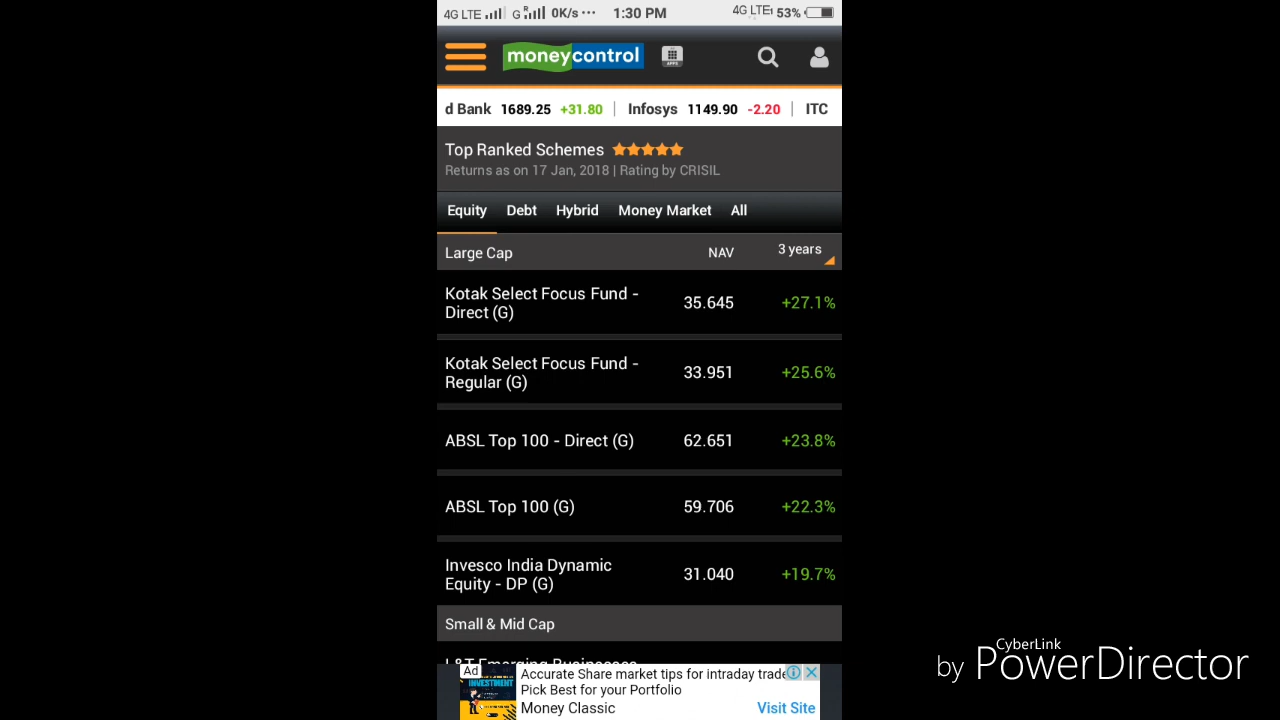 4G LTE G R 0K/s ··· 1:30 PM 4G LTE 53%
moneycontrol APPS
d Bank 1689.25 +31.80 | Infosys 1149.90 -2.20 | ITC
Top Ranked Schemes
Returns as on 17 Jan, 2018 | Rating by CRISIL
Equity Debt Hybrid Money Market All
Large Cap NAV 3 years
Kotak Select Focus Fund -
Direct (G) 35.645 +27.1%
Kotak Select Focus Fund -
Regular (G) 33.951 +25.6%
ABSL Top 100 - Direct (G) 62.651 +23.8%
ABSL Top 100 (G) 59.706 +22.3%
Invesco India Dynamic
Equity - DP (G) 31.040 +19.7%
Small & Mid Cap
L&T Emerging Businesses
Ad
INVESTMENT
Accurate Share market tips for intraday trade
Pick Best for your Portfolio
Money Classic Visit Site
by CyberLink PowerDirector